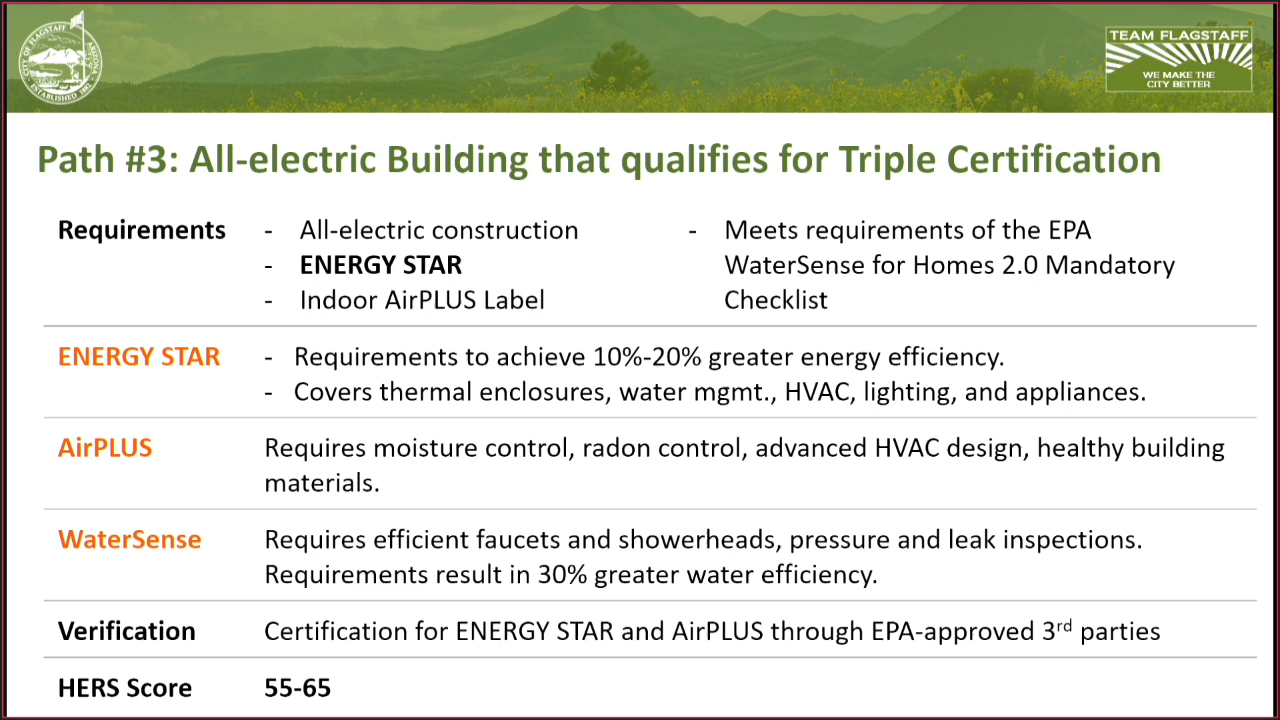 CITY OF FLAGSTAFF
ARIZONA
ESTABLISHED 1882
TEAM FLAGSTAFF
WE MAKE THE
CITY BETTER
Path #3: All-electric Building that qualifies for Triple Certification
Requirements
- All-electric construction
- ENERGY STAR
- Indoor AirPLUS Label
- Meets requirements of the EPA
WaterSense for Homes 2.0 Mandatory
Checklist
ENERGY STAR
- Requirements to achieve 10%-20% greater energy efficiency.
- Covers thermal enclosures, water mgmt., HVAC, lighting, and appliances.
AirPLUS
Requires moisture control, radon control, advanced HVAC design, healthy building
materials.
WaterSense
Requires efficient faucets and showerheads, pressure and leak inspections.
Requirements result in 30% greater water efficiency.
Verification
Certification for ENERGY STAR and AirPLUS through EPA-approved 3rd parties
HERS Score
55-65